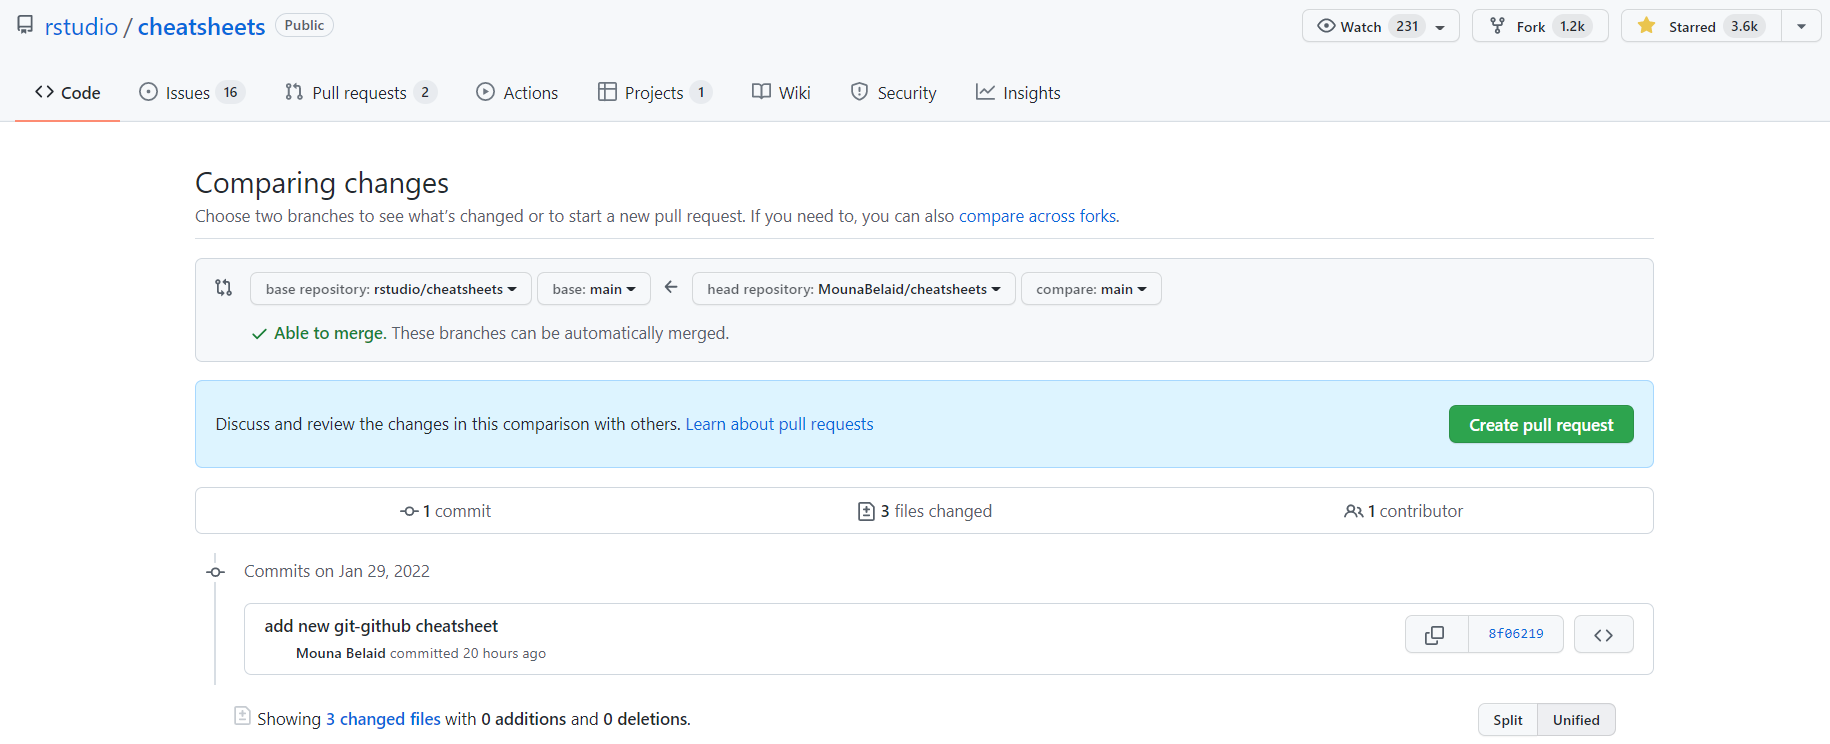 rstudio / cheatsheets Public Watch 231 Fork 1.2k Starred 3.6k
Code Issues 16 Pull requests 2 Actions Projects 1 Wiki Security Insights
Comparing changes
Choose two branches to see what's changed or to start a new pull request. If you need to, you can also compare across forks.
base repository: rstudio/cheatsheets base: main head repository: MounaBelaid/cheatsheets compare: main
Able to merge. These branches can be automatically merged.
Discuss and review the changes in this comparison with others. Learn about pull requests Create pull request
1 commit 3 files changed 1 contributor
Commits on Jan 29, 2022
add new git-github cheatsheet
8f06219
Mouna Belaid committed 20 hours ago
Showing 3 changed files with 0 additions and 0 deletions. Split Unified